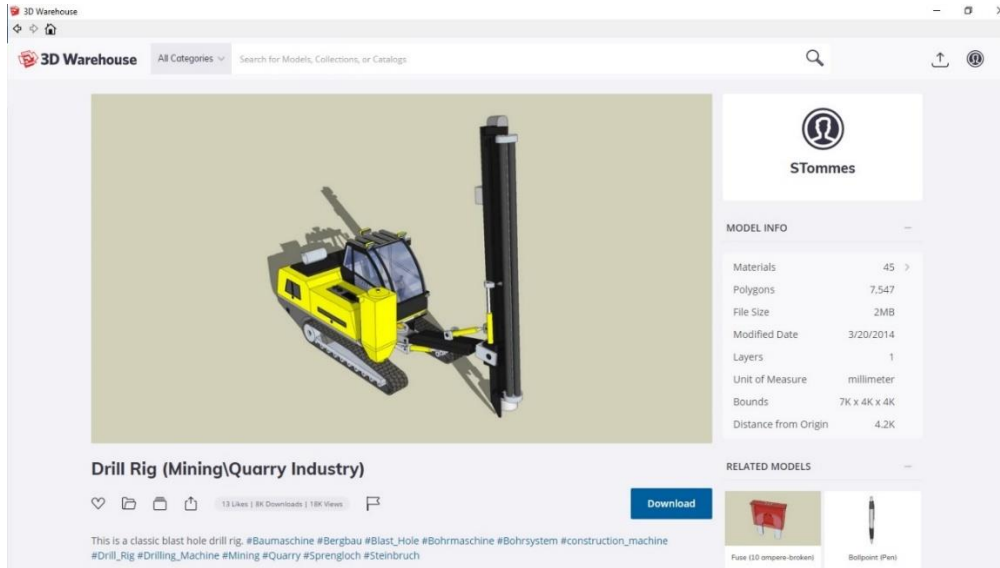 3D Warehouse
3D Warehouse
All Categories
Search for Models, Collections, or Catalogs
STommes
MODEL INFO
Materials 45
Polygons 7,547
File Size 2MB
Modified Date 3/20/2014
Layers 1
Unit of Measure millimeter
Bounds 7K x 4K x 4K
Distance from Origin 4.2K
Drill Rig (Mining\Quarry Industry)
13 Likes | 8K Downloads | 18K Views
Download
This is a classic blast hole drill rig. #Baumaschine #Bergbau #Blast_Hole #Bohrmaschine #Bohrsystem #construction_machine
#Drill_Rig #Drilling_Machine #Mining #Quarry #Sprengloch #Steinbruch
RELATED MODELS
Fuse (10 ampere-broken)
Bollpoint (Pen)